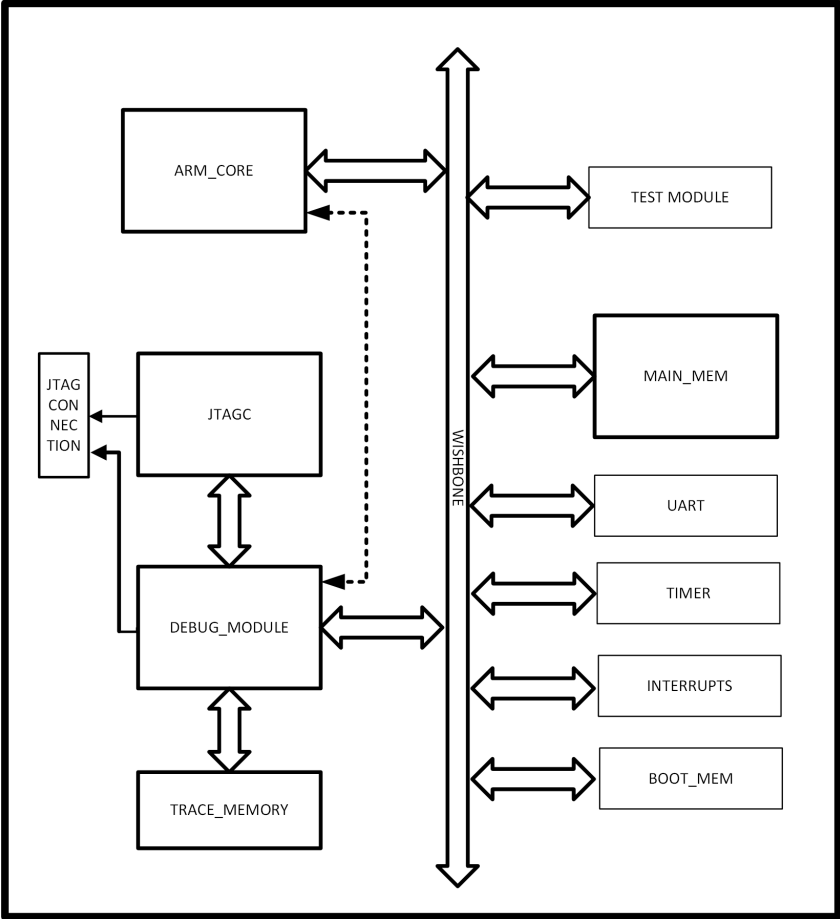 ARM_CORE
TEST MODULE
JTAG
CON
NEC
TION
JTAGC
MAIN_MEM
WISHBONE
UART
DEBUG_MODULE
TIMER
INTERRUPTS
TRACE_MEMORY
BOOT_MEM